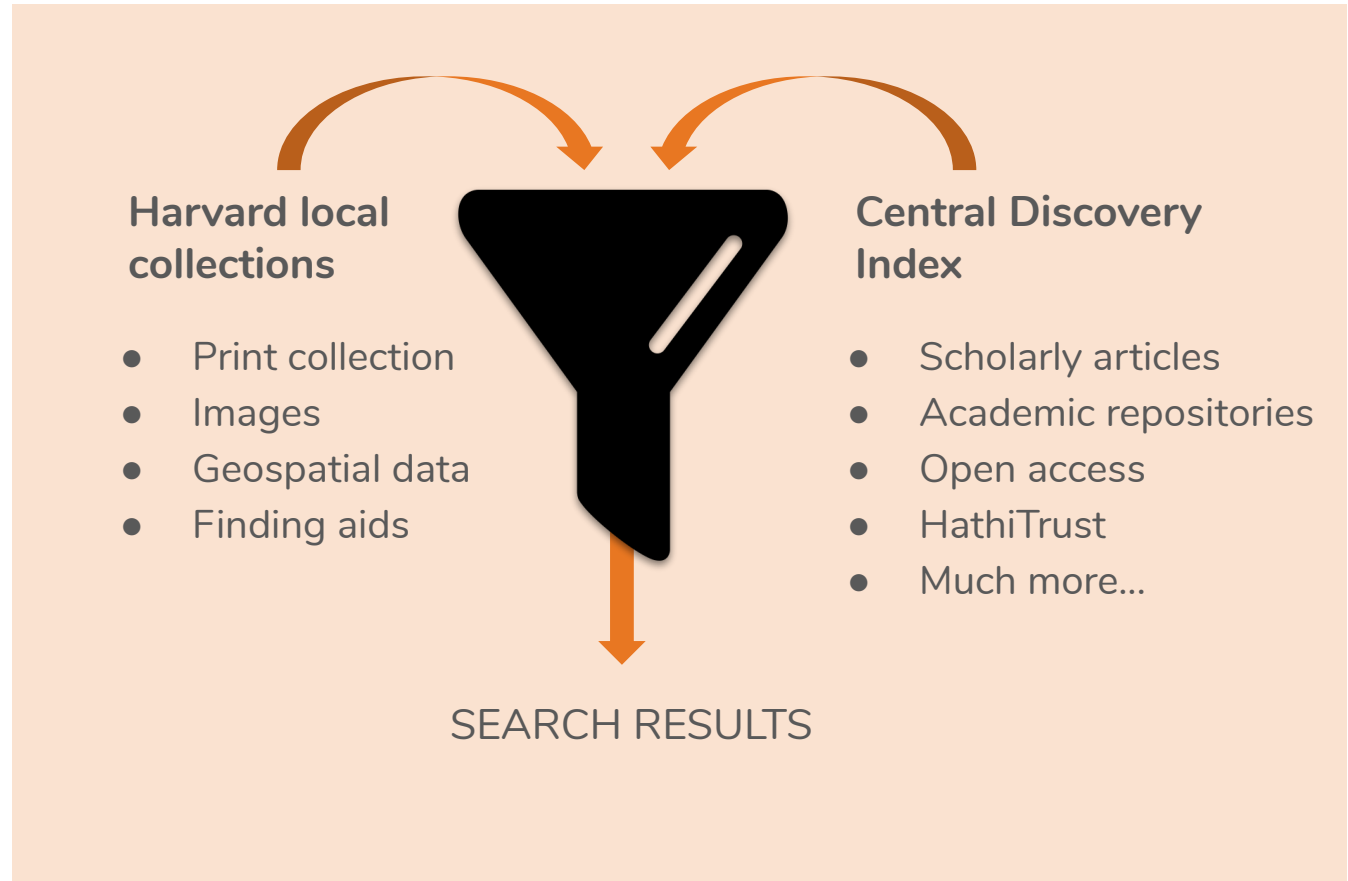 Harvard local
collections
● Print collection
● Images
● Geospatial data
● Finding aids
Central Discovery
Index
● Scholarly articles
● Academic repositories
● Open access
● HathiTrust
● Much more...
SEARCH RESULTS